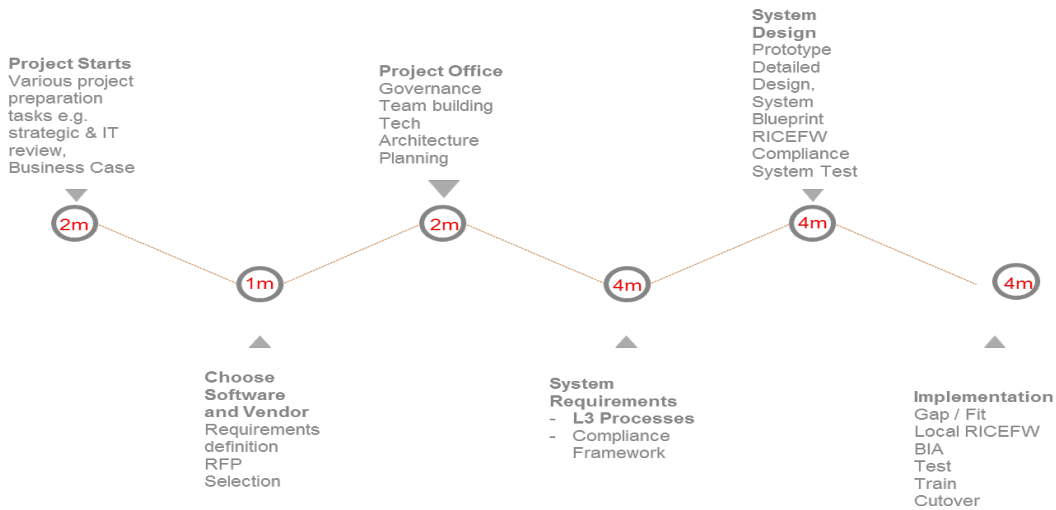 Project Starts
Various project
preparation
tasks e.g.
strategic & IT
review,
Business Case
2m
1m
Choose
Software
and Vendor
Requirements
definition
RFP
Selection
Project Office
Governance
Team building
Tech
Architecture
Planning
2m
4m
System
Requirements
- L3 Processes
- Compliance
Framework
System
Design
Prototype
Detailed
Design,
System
Blueprint
RICEFW
Compliance
System Test
4m
4m
Implementation
Gap / Fit
Local RICEFW
BIA
Test
Train
Cutover